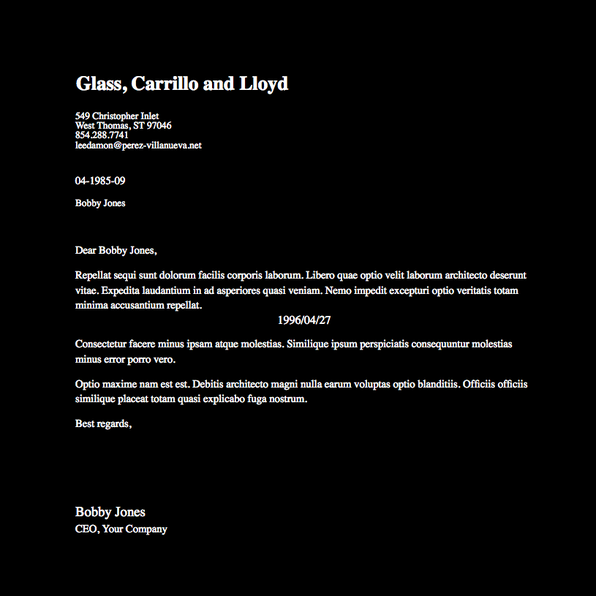 Glass, Carrillo and Lloyd
549 Christopher Inlet
West Thomas, ST 97046
854.288.7741
leedamon@perez-villanueva.net
04-1985-09
Bobby Jones
Dear Bobby Jones,
Repellat sequi sunt dolorum facilis corporis laborum. Libero quae optio velit laborum architecto deserunt
vitae. Expedita laudantium in ad asperiores quasi veniam. Nemo impedit excepturi optio veritatis totam
minima accusantium repellat.
1996/04/27
Consectetur facere minus ipsam atque molestias. Similique ipsum perspiciatis consequuntur molestias
minus error porro vero.
Optio maxime nam est est. Debitis architecto magni nulla earum voluptas optio blanditiis. Officiis officiis
similique placeat totam quasi explicabo fuga nostrum.
Best regards,
Bobby Jones
CEO, Your Company